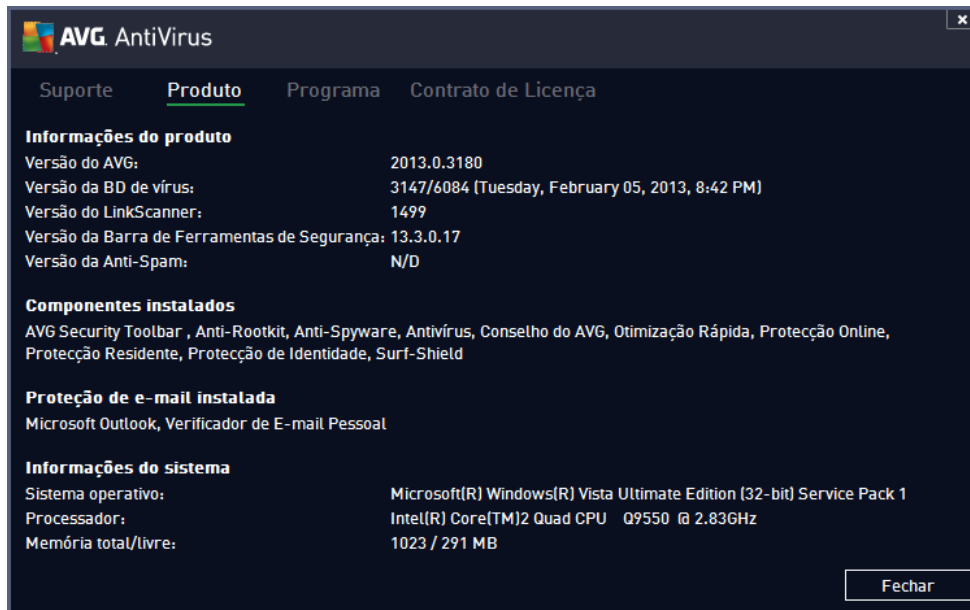 AVG. AntiVirus
Suporte Produto Programa Contrato de Licença
Informações do produto
Versão do AVG: 2013.0.3180
Versão da BD de vírus: 3147/6084 (Tuesday, February 05, 2013, 8:42 PM)
Versão do LinkScanner: 1499
Versão da Barra de Ferramentas de Segurança: 13.3.0.17
Versão da Anti-Spam: N/D
Componentes instalados
AVG Security Toolbar , Anti-Rootkit, Anti-Spyware, Antivírus, Conselho do AVG, Otimização Rápida, Protecção Online,
Protecção Residente, Protecção de Identidade, Surf-Shield
Proteção de e-mail instalada
Microsoft Outlook, Verificador de E-mail Pessoal
Informações do sistema
Sistema operativo: Microsoft(R) Windows(R) Vista Ultimate Edition (32-bit) Service Pack 1
Processador: Intel(R) Core(TM)2 Quad CPU Q9550 @ 2.83GHz
Memória total/livre: 1023 / 291 MB
Fechar